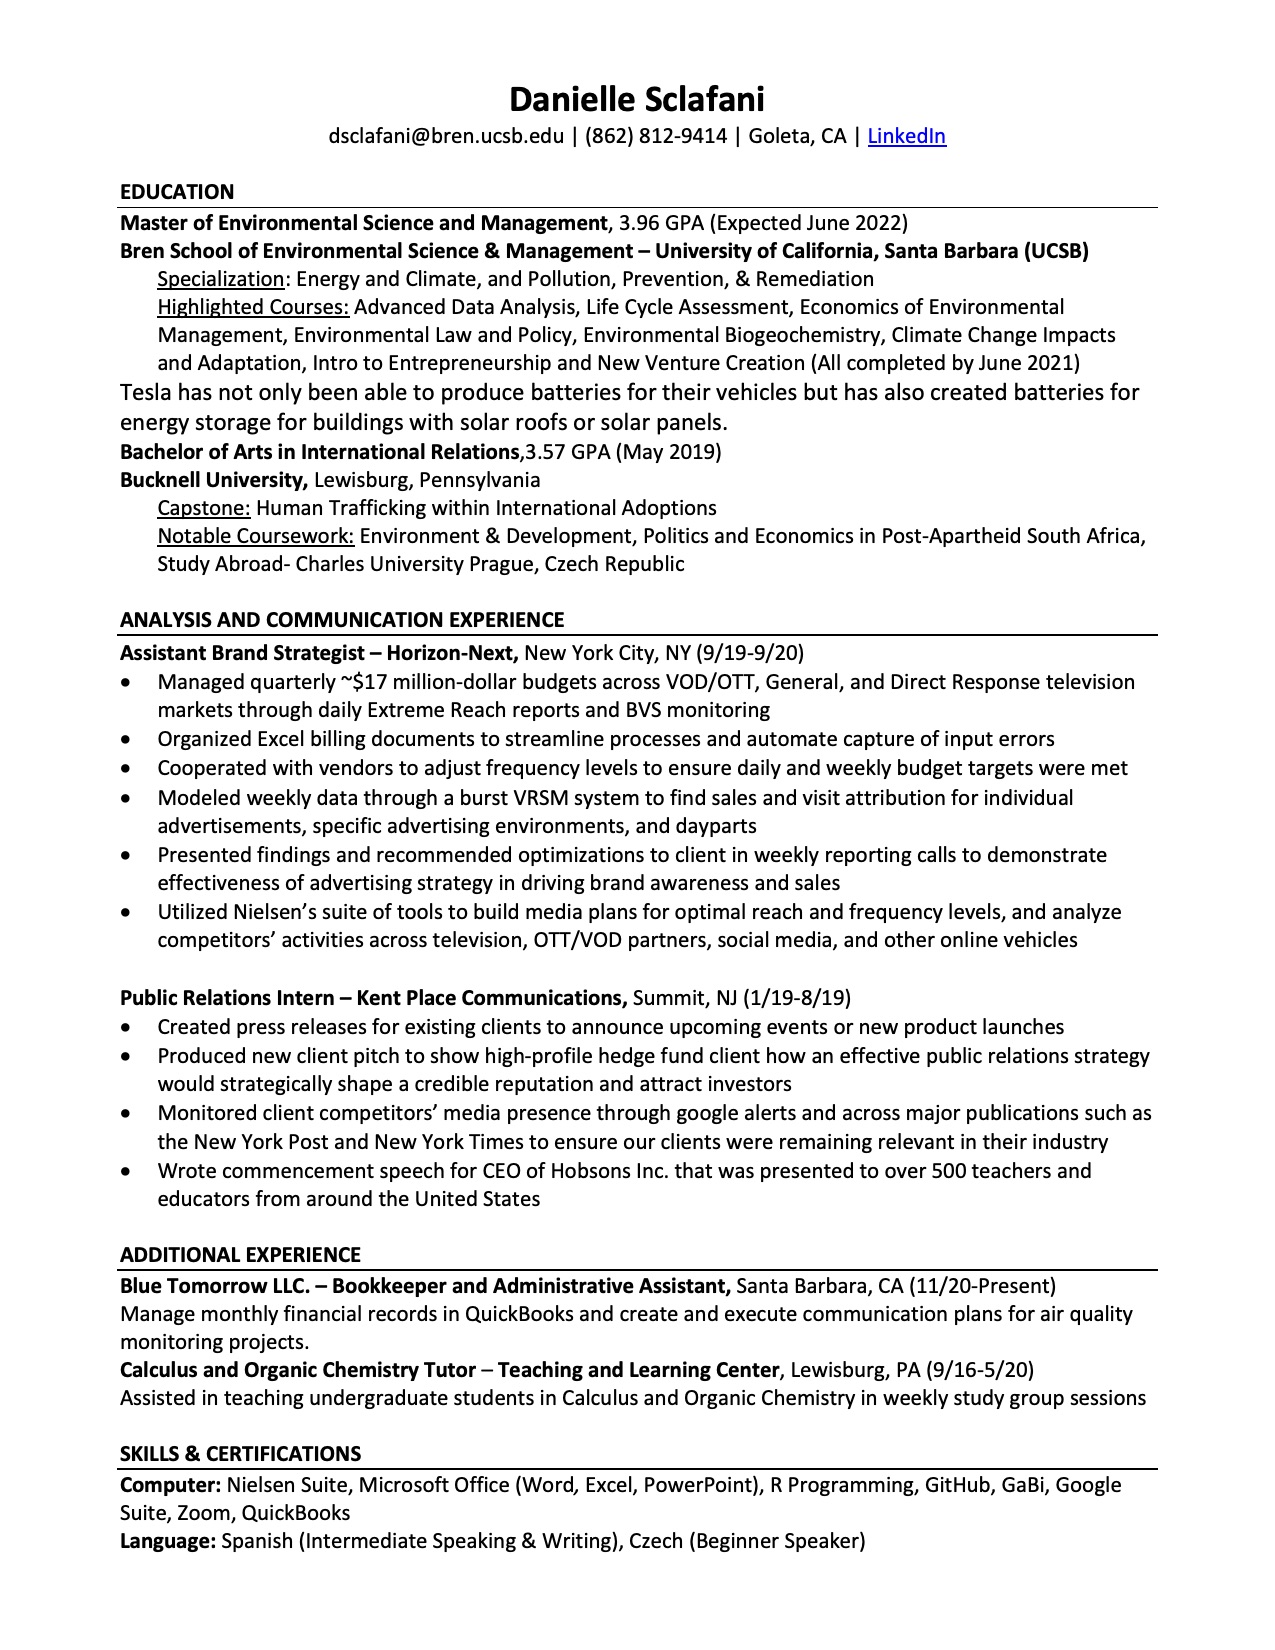 Danielle Sclafani
dsclafani@bren.ucsb.edu | (862) 812-9414 | Goleta, CA | LinkedIn
EDUCATION
Master of Environmental Science and Management, 3.96 GPA (Expected June 2022)
Bren School of Environmental Science & Management – University of California, Santa Barbara (UCSB)
Specialization: Energy and Climate, and Pollution, Prevention, & Remediation
Highlighted Courses: Advanced Data Analysis, Life Cycle Assessment, Economics of Environmental
Management, Environmental Law and Policy, Environmental Biogeochemistry, Climate Change Impacts
and Adaptation, Intro to Entrepreneurship and New Venture Creation (All completed by June 2021)
Tesla has not only been able to produce batteries for their vehicles but has also created batteries for
energy storage for buildings with solar roofs or solar panels.
Bachelor of Arts in International Relations,3.57 GPA (May 2019)
Bucknell University, Lewisburg, Pennsylvania
Capstone: Human Trafficking within International Adoptions
Notable Coursework: Environment & Development, Politics and Economics in Post-Apartheid South Africa,
Study Abroad- Charles University Prague, Czech Republic
ANALYSIS AND COMMUNICATION EXPERIENCE
Assistant Brand Strategist – Horizon-Next, New York City, NY (9/19-9/20)
• Managed quarterly ~$17 million-dollar budgets across VOD/OTT, General, and Direct Response television
markets through daily Extreme Reach reports and BVS monitoring
• Organized Excel billing documents to streamline processes and automate capture of input errors
• Cooperated with vendors to adjust frequency levels to ensure daily and weekly budget targets were met
• Modeled weekly data through a burst VRSM system to find sales and visit attribution for individual
advertisements, specific advertising environments, and dayparts
• Presented findings and recommended optimizations to client in weekly reporting calls to demonstrate
effectiveness of advertising strategy in driving brand awareness and sales
• Utilized Nielsen’s suite of tools to build media plans for optimal reach and frequency levels, and analyze
competitors’ activities across television, OTT/VOD partners, social media, and other online vehicles
Public Relations Intern – Kent Place Communications, Summit, NJ (1/19-8/19)
• Created press releases for existing clients to announce upcoming events or new product launches
• Produced new client pitch to show high-profile hedge fund client how an effective public relations strategy
would strategically shape a credible reputation and attract investors
• Monitored client competitors’ media presence through google alerts and across major publications such as
the New York Post and New York Times to ensure our clients were remaining relevant in their industry
• Wrote commencement speech for CEO of Hobsons Inc. that was presented to over 500 teachers and
educators from around the United States
ADDITIONAL EXPERIENCE
Blue Tomorrow LLC. – Bookkeeper and Administrative Assistant, Santa Barbara, CA (11/20-Present)
Manage monthly financial records in QuickBooks and create and execute communication plans for air quality
monitoring projects.
Calculus and Organic Chemistry Tutor – Teaching and Learning Center, Lewisburg, PA (9/16-5/20)
Assisted in teaching undergraduate students in Calculus and Organic Chemistry in weekly study group sessions
SKILLS & CERTIFICATIONS
Computer: Nielsen Suite, Microsoft Office (Word, Excel, PowerPoint), R Programming, GitHub, GaBi, Google
Suite, Zoom, QuickBooks
Language: Spanish (Intermediate Speaking & Writing), Czech (Beginner Speaker)